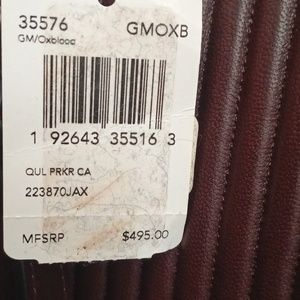 35576 GMOXB
GM/Oxblood
1 92643 35516 3
QUL PRKR CA
223870JAX
MFSRP $495.00